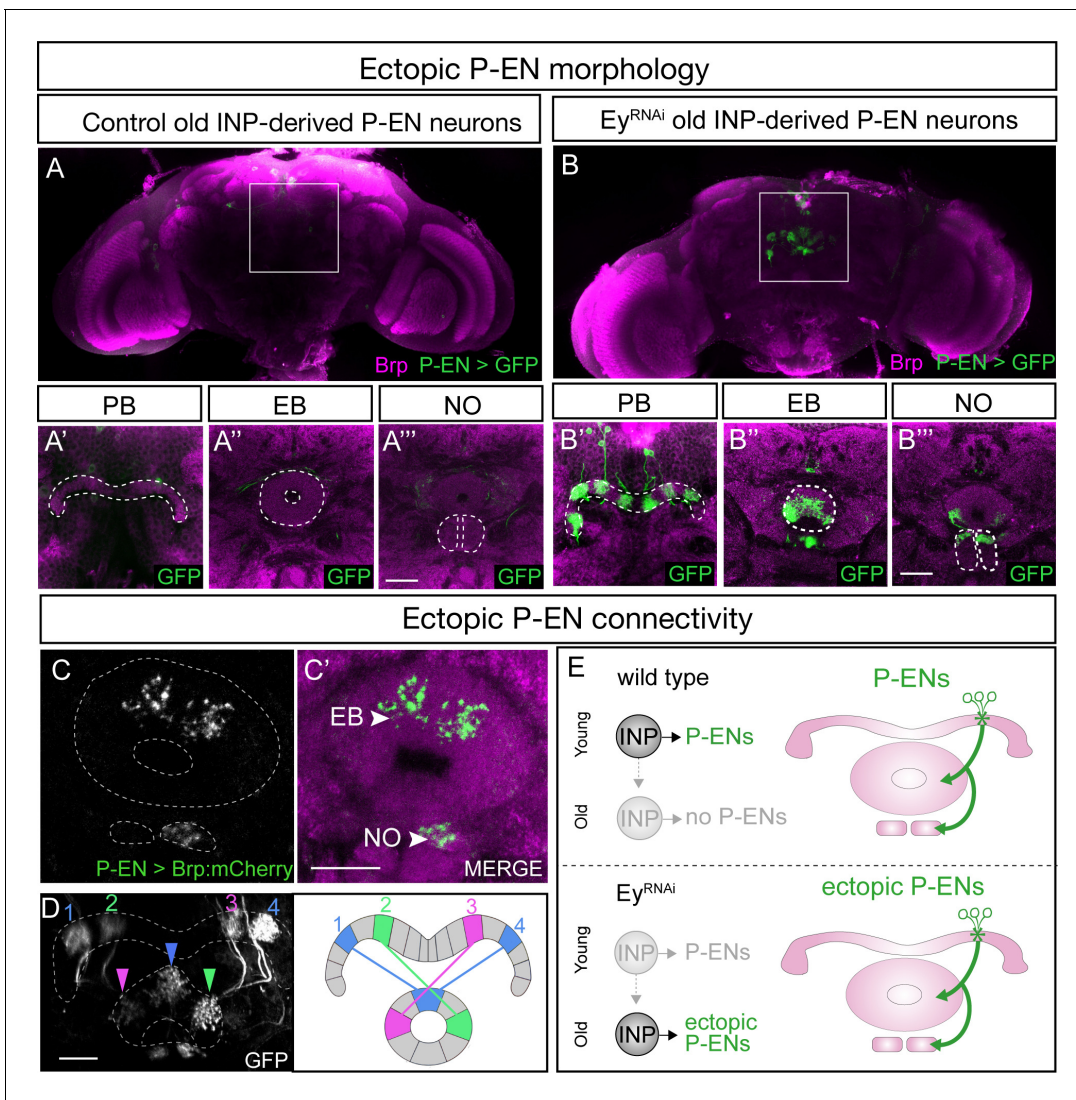 Ectopic P-EN morphology
Control old INP-derived P-EN neurons
Ey^RNAi old INP-derived P-EN neurons
A
Brp P-EN > GFP
B
Brp P-EN > GFP
PB
EB
NO
A'
GFP
A''
GFP
A'''
GFP
PB
EB
NO
B'
GFP
B''
GFP
B'''
GFP
Ectopic P-EN connectivity
C
P-EN > Brp:mCherry
C'
EB
NO
MERGE
D
1
2
3
4
GFP
1
2
3
4
E
wild type
P-ENs
Young
INP
P-ENs
Old
INP
no P-ENs
Ey^RNAi
ectopic P-ENs
Young
INP
P-ENs
Old
INP
ectopic
P-ENs